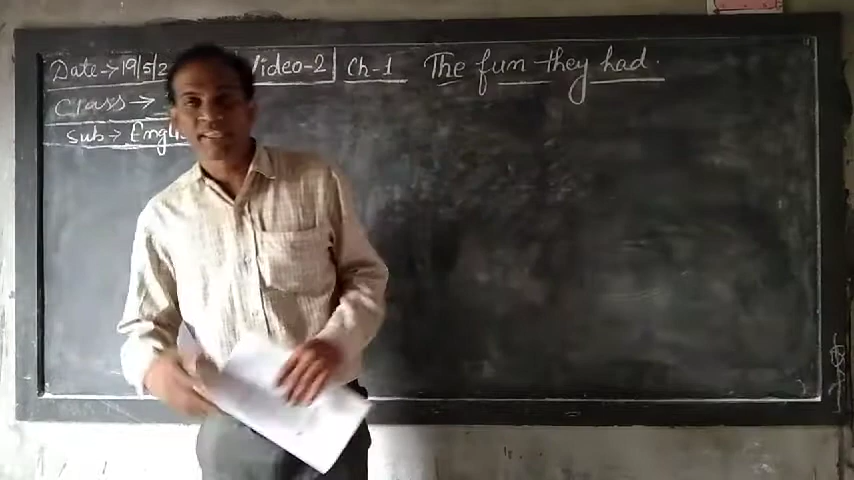 Date → 19/5/2 Video-2 Ch-1 The fun they had.
Class →
Sub → Engli